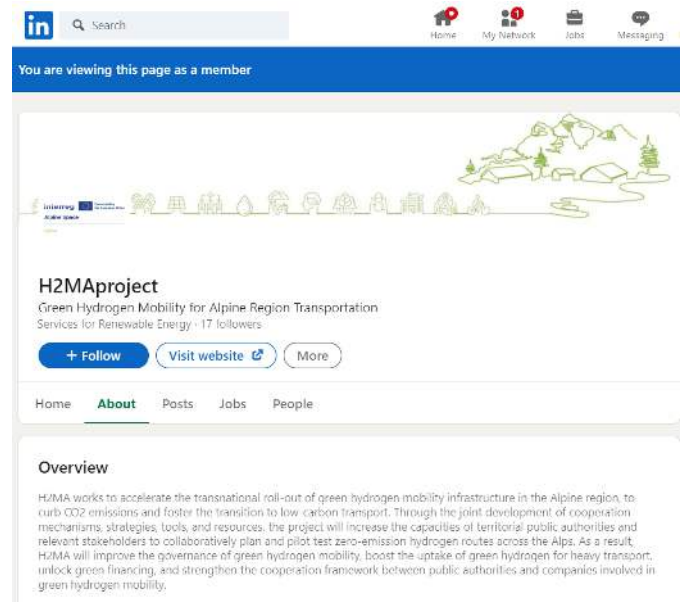 in
Search
Home
My Network
1
Jobs
Messaging
You are viewing this page as a member
Interreg
Alpine Space
H2MAproject
Green Hydrogen Mobility for Alpine Region Transportation
Services for Renewable Energy · 17 followers
+ Follow
Visit website
More
Home
About
Posts
Jobs
People
Overview
H2MA works to accelerate the transnational roll-out of green hydrogen mobility infrastructure in the Alpine region, to
curb CO2 emissions and foster the transition to low-carbon transport. Through the joint development of cooperation
mechanisms, strategies, tools, and resources, the project will increase the capacities of territorial public authorities and
relevant stakeholders to collaboratively plan and pilot test zero-emission hydrogen routes across the Alps. As a result,
H2MA will improve the governance of green hydrogen mobility, boost the uptake of green hydrogen for heavy transport,
unlock green financing, and strengthen the cooperation framework between public authorities and companies involved in
green hydrogen mobility.